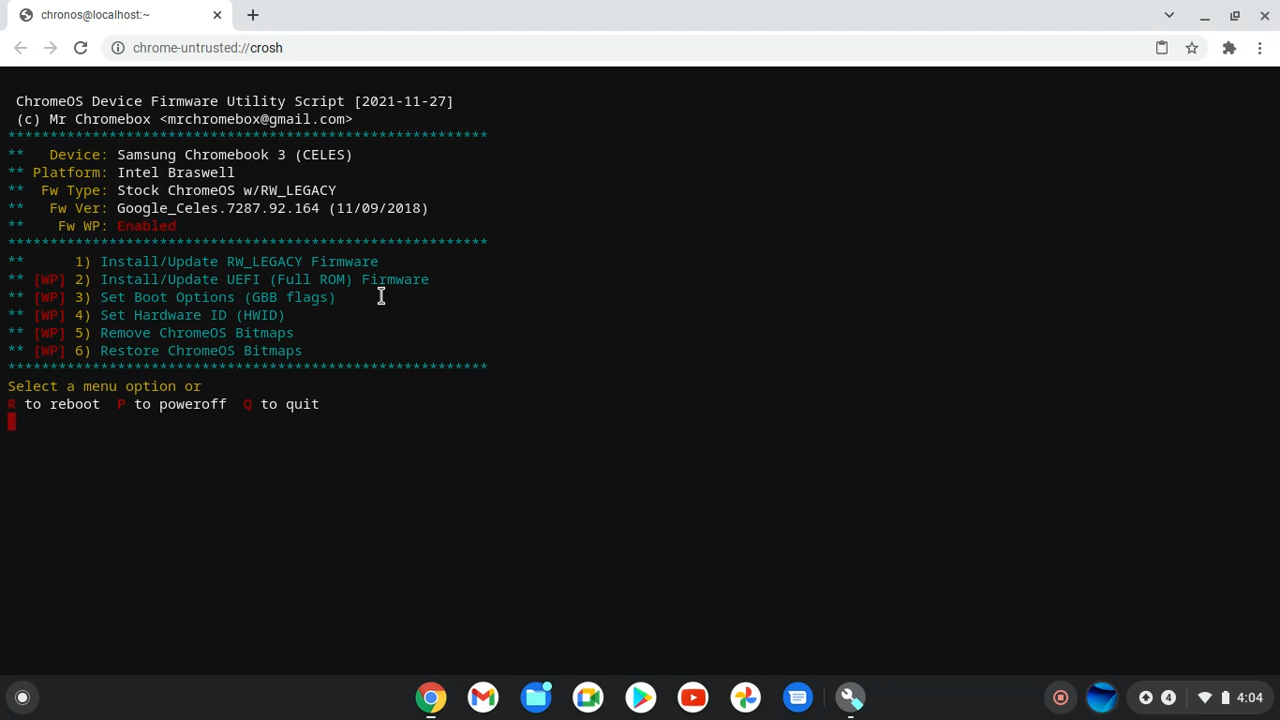 chronos@localhost:~
chrome-untrusted://crosh
ChromeOS Device Firmware Utility Script [2021-11-27]
(c) Mr Chromebox <mrchromebox@gmail.com>
*********************************************************
** Device: Samsung Chromebook 3 (CELES)
** Platform: Intel Braswell
** Fw Type: Stock ChromeOS w/RW_LEGACY
** Fw Ver: Google_Celes.7287.92.164 (11/09/2018)
** Fw WP: Enabled
*********************************************************
** 1) Install/Update RW_LEGACY Firmware
** [WP] 2) Install/Update UEFI (Full ROM) Firmware
** [WP] 3) Set Boot Options (GBB flags)
** [WP] 4) Set Hardware ID (HWID)
** [WP] 5) Remove ChromeOS Bitmaps
** [WP] 6) Restore ChromeOS Bitmaps
*********************************************************
Select a menu option or
R to reboot P to poweroff Q to quit
4 4:04